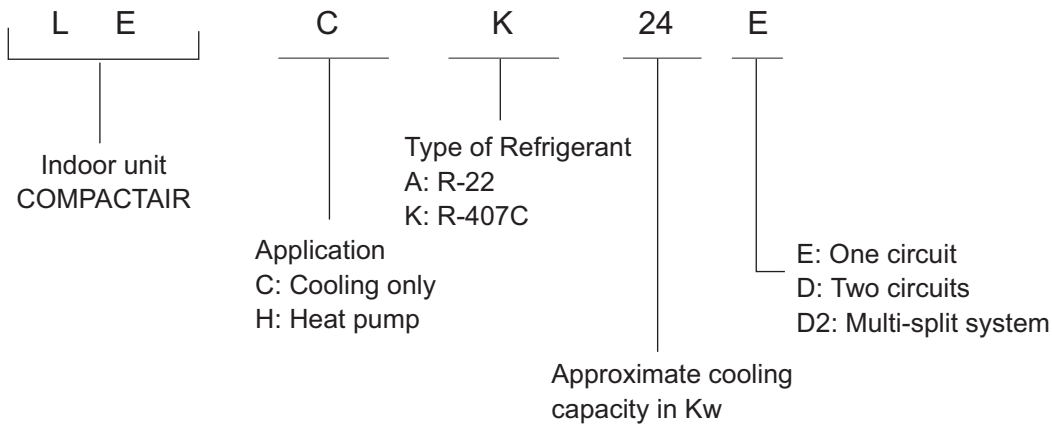 L E C K 24 E
Indoor unit
COMPACTAIR
Type of Refrigerant
A: R-22
K: R-407C
Application
C: Cooling only
H: Heat pump
E: One circuit
D: Two circuits
D2: Multi-split system
Approximate cooling
capacity in Kw